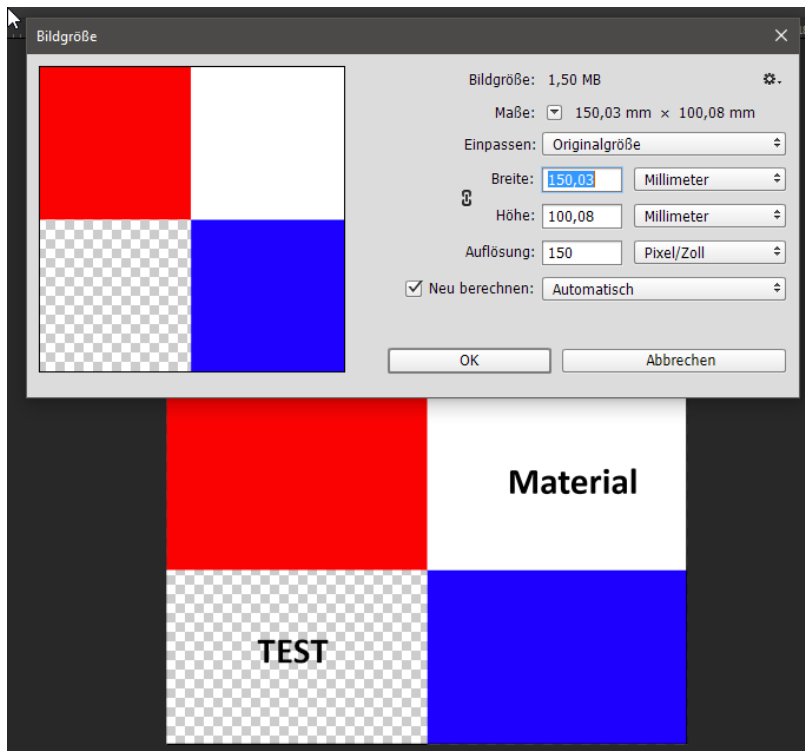 Bildgröße
Bildgröße: 1,50 MB
Maße: 150,03 mm × 100,08 mm
Einpassen: Originalgröße
Breite: 150,03 Millimeter
Höhe: 100,08 Millimeter
Auflösung: 150 Pixel/Zoll
Neu berechnen: Automatisch
OK Abbrechen
Material
TEST